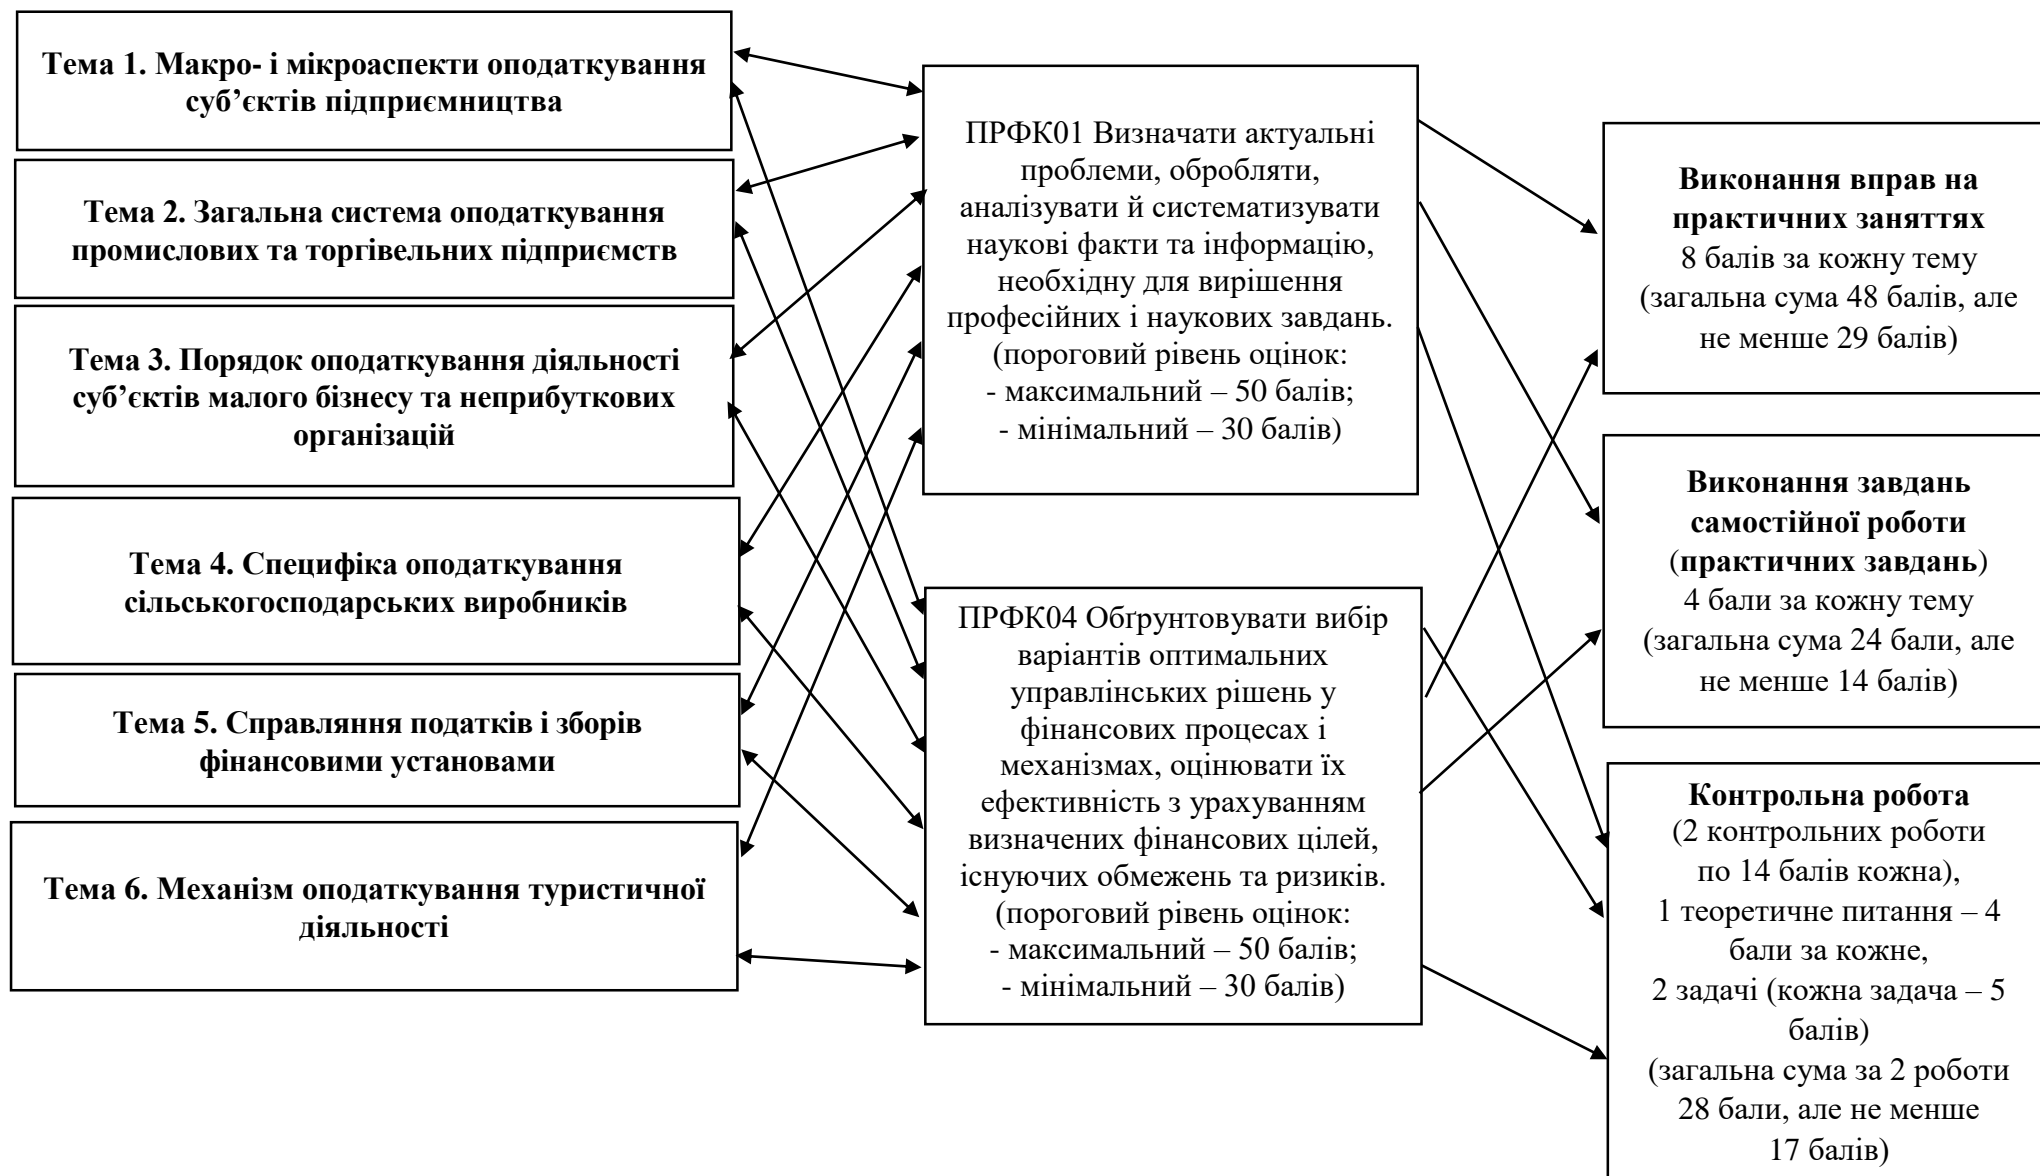 Тема 1. Макро- і мікроаспекти оподаткування
суб’єктів підприємництва
Тема 2. Загальна система оподаткування
промислових та торгівельних підприємств
Тема 3. Порядок оподаткування діяльності
суб’єктів малого бізнесу та неприбуткових
організацій
Тема 4. Специфіка оподаткування
сільськогосподарських виробників
Тема 5. Справляння податків і зборів
фінансовими установами
Тема 6. Механізм оподаткування туристичної
діяльності
ПРФК01 Визначати актуальні
проблеми, обробляти,
аналізувати й систематизувати
наукові факти та інформацію,
необхідну для вирішення
професійних і наукових завдань.
(пороговий рівень оцінок:
- максимальний – 50 балів;
- мінімальний – 30 балів)
ПРФК04 Обґрунтовувати вибір
варіантів оптимальних
управлінських рішень у
фінансових процесах і
механізмах, оцінювати їх
ефективність з урахуванням
визначених фінансових цілей,
існуючих обмежень та ризиків.
(пороговий рівень оцінок:
- максимальний – 50 балів;
- мінімальний – 30 балів)
Виконання вправ на
практичних заняттях
8 балів за кожну тему
(загальна сума 48 балів, але
не менше 29 балів)
Виконання завдань
самостійної роботи
(практичних завдань)
4 бали за кожну тему
(загальна сума 24 бали, але
не менше 14 балів)
Контрольна робота
(2 контрольних роботи
по 14 балів кожна),
1 теоретичне питання – 4
бали за кожне,
2 задачі (кожна задача – 5
балів)
(загальна сума за 2 роботи
28 бали, але не менше
17 балів)